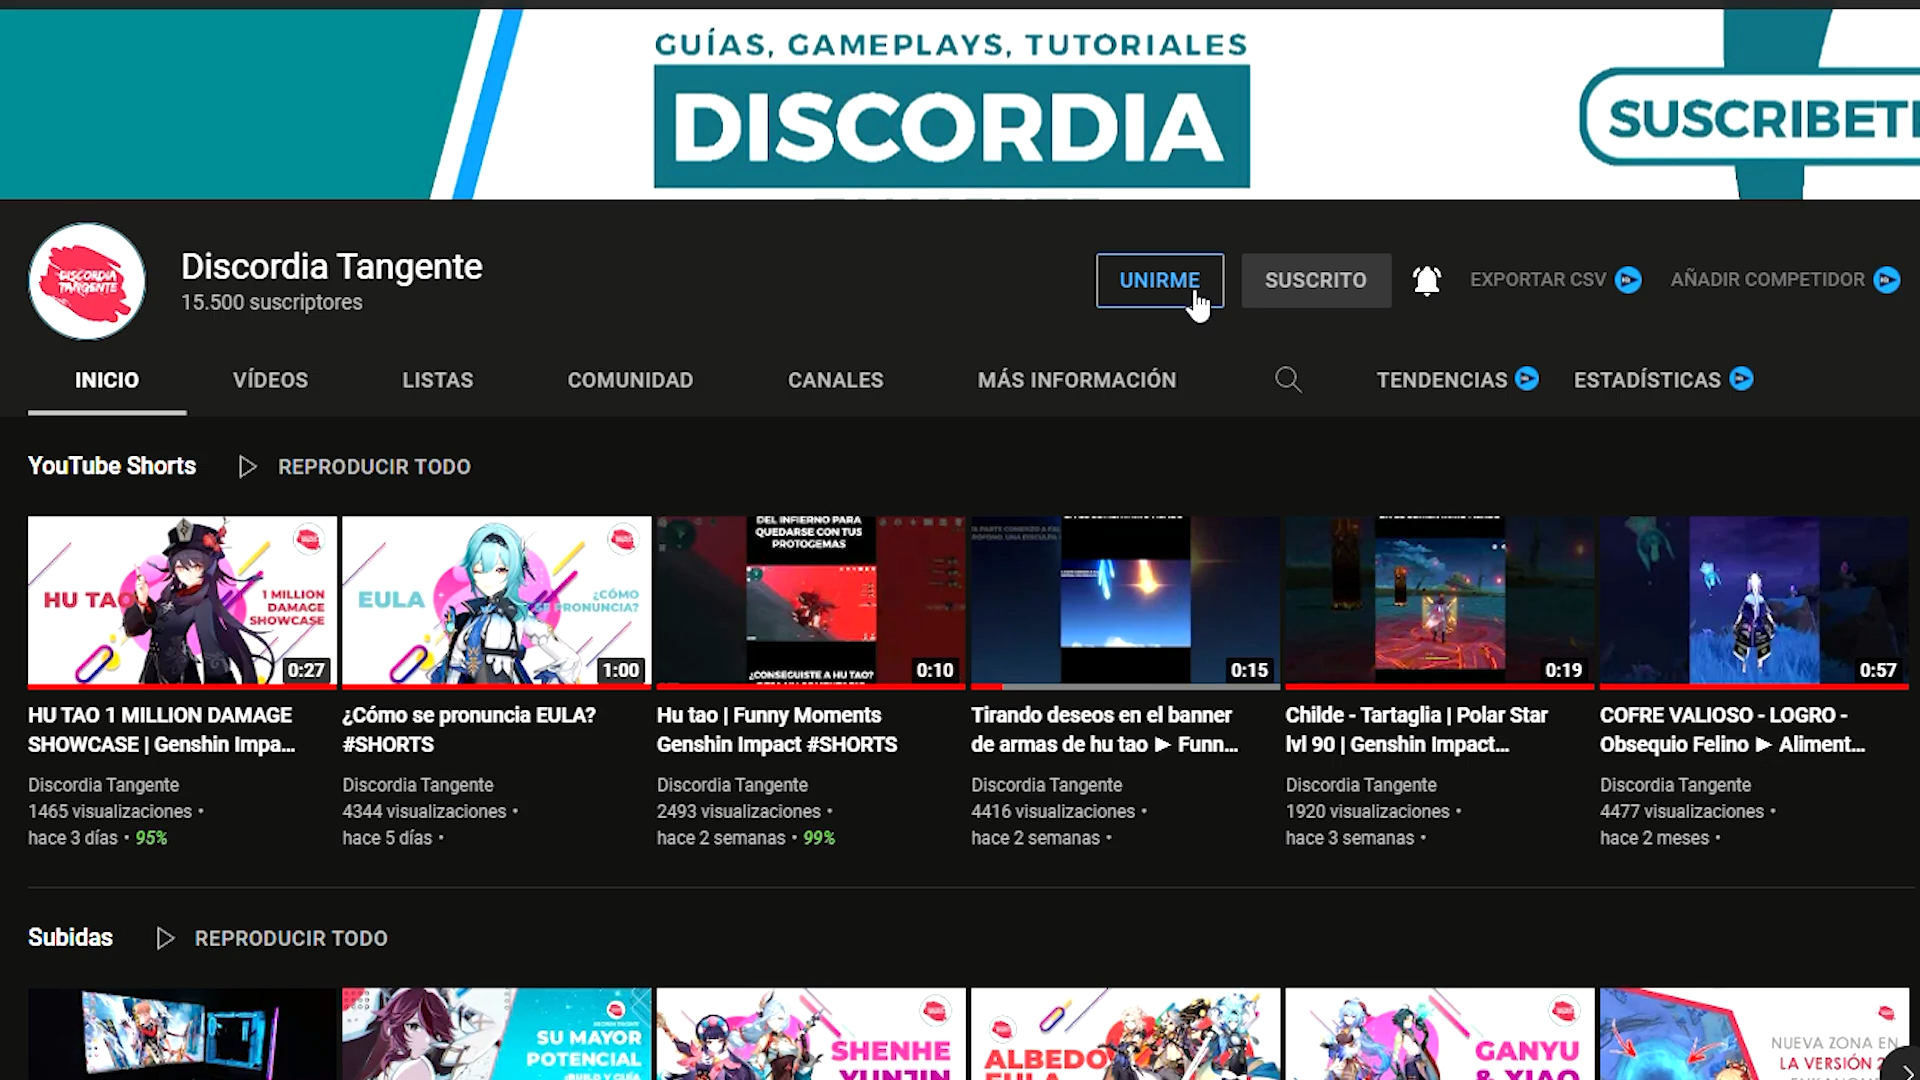 GUÍAS, GAMEPLAYS, TUTORIALES
DISCORDIA
SUSCRIBETE
DISCORDIA
TANGENTE
Discordia Tangente
15.500 suscriptores
UNIRME
SUSCRITO
EXPORTAR CSV
AÑADIR COMPETIDOR
INICIO
VÍDEOS
LISTAS
COMUNIDAD
CANALES
MÁS INFORMACIÓN
TENDENCIAS
ESTADÍSTICAS
YouTube Shorts
REPRODUCIR TODO
HU TAO
1 MILLION
DAMAGE
SHOWCASE
0:27
EULA
¿CÓMO
SE PRONUNCIA?
1:00
DEL INFIERNO PARA
QUEDARSE CON TUS
PROTOGEMAS
¿CONSEGUISTE A HU TAO?
0:10
0:15
0:19
0:57
HU TAO 1 MILLION DAMAGE
SHOWCASE | Genshin Impa...
Discordia Tangente
1465 visualizaciones •
hace 3 días • 95%
¿Cómo se pronuncia EULA?
#SHORTS
Discordia Tangente
4344 visualizaciones •
hace 5 días •
Hu tao | Funny Moments
Genshin Impact #SHORTS
Discordia Tangente
2493 visualizaciones •
hace 2 semanas • 99%
Tirando deseos en el banner
de armas de hu tao ► Funn...
Discordia Tangente
4416 visualizaciones •
hace 2 semanas •
Childe - Tartaglia | Polar Star
lvl 90 | Genshin Impact...
Discordia Tangente
1920 visualizaciones •
hace 3 semanas •
COFRE VALIOSO - LOGRO -
Obsequio Felino ► Aliment...
Discordia Tangente
4477 visualizaciones •
hace 2 meses •
Subidas
REPRODUCIR TODO
SU MAYOR
POTENCIAL
BUILD Y GUÍA
SHENHE
YUNJIN
ALBEDO
EULA
GANYU
& XIAO
NUEVA ZONA EN
LA VERSIÓN 2